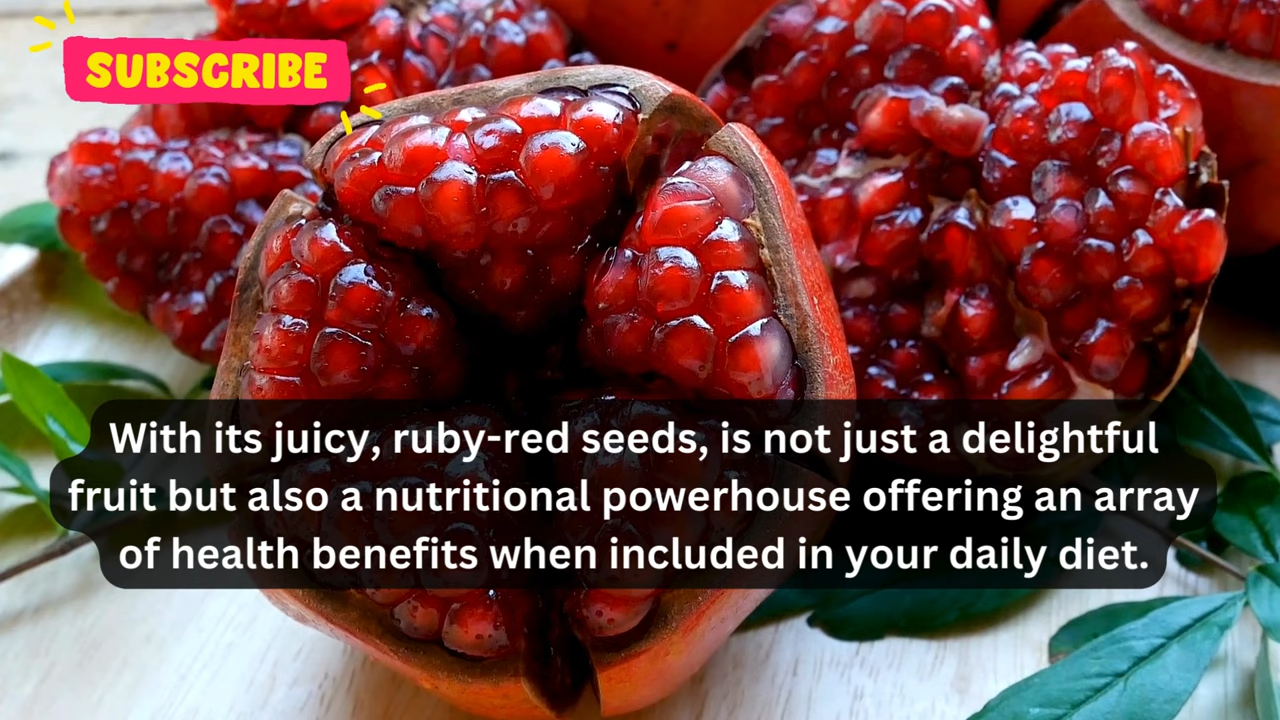 SUBSCRIBE
With its juicy, ruby-red seeds, is not just a delightful
fruit but also a nutritional powerhouse offering an array
of health benefits when included in your daily diet.